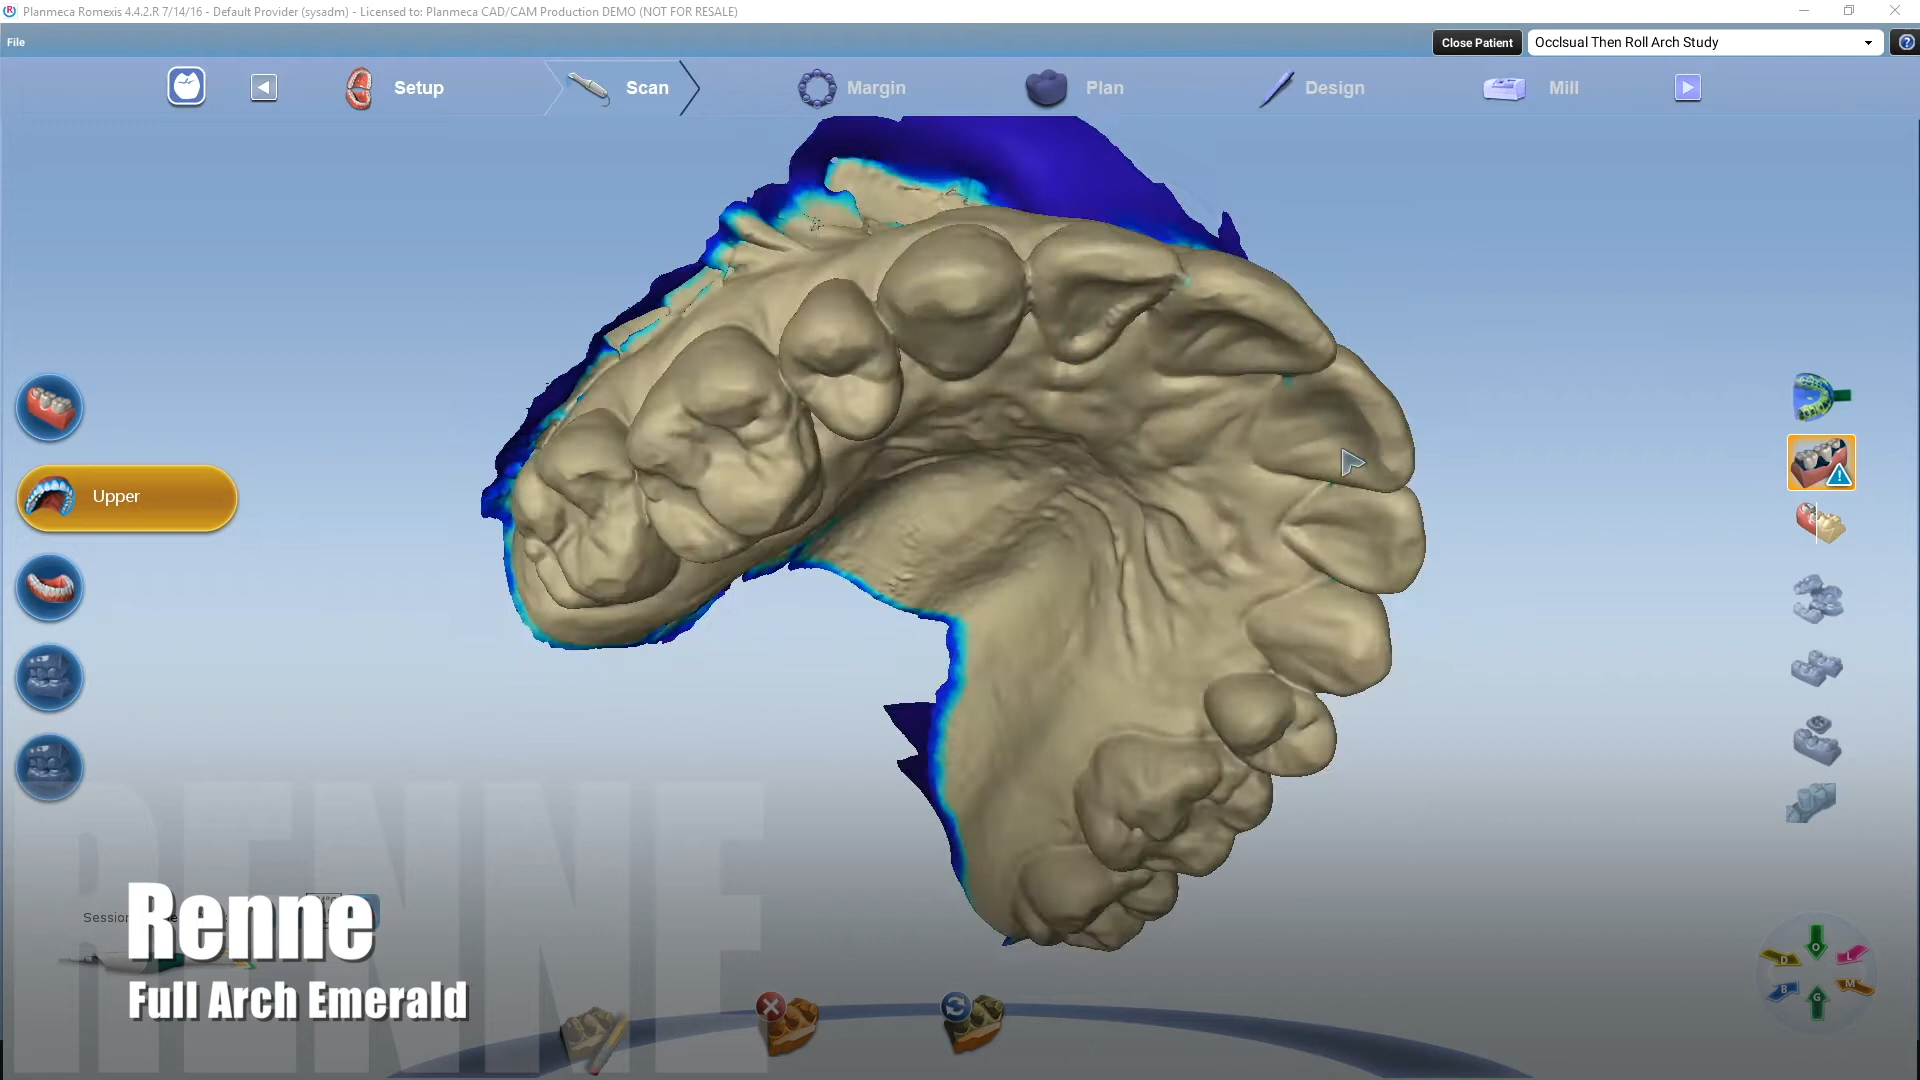 Planmeca Romexis 4.4.2.R 7/14/16 - Default Provider (sysadm) - Licensed to: Planmeca CAD/CAM Production DEMO (NOT FOR RESALE)
File
Close Patient
Occlsual Then Roll Arch Study
Setup
Scan
Margin
Plan
Design
Mill
Upper
O
D
L
B
M
G
RENNE
Renne
Full Arch Emerald